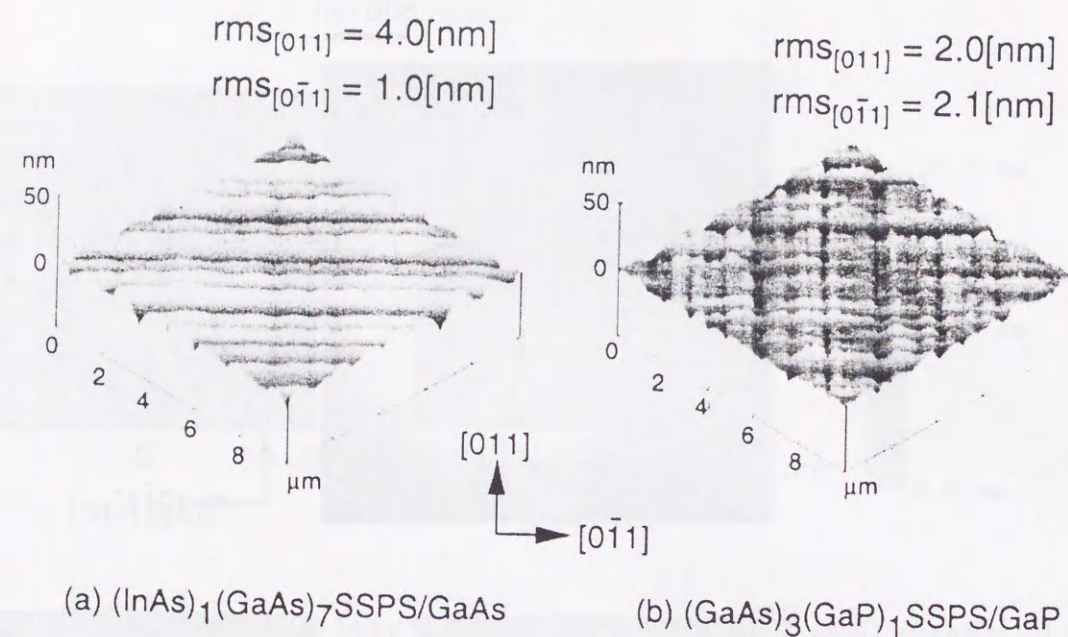 rms[011] = 4.0[nm]
rms[01̄1] = 1.0[nm]
rms[011] = 2.0[nm]
rms[01̄1] = 2.1[nm]
nm
50
0
0
2
4
6
8
μm
nm
50
0
0
2
4
6
8
μm
[011]
[01̄1]
(a) (InAs)1(GaAs)7SSPS/GaAs
(b) (GaAs)3(GaP)1SSPS/GaP